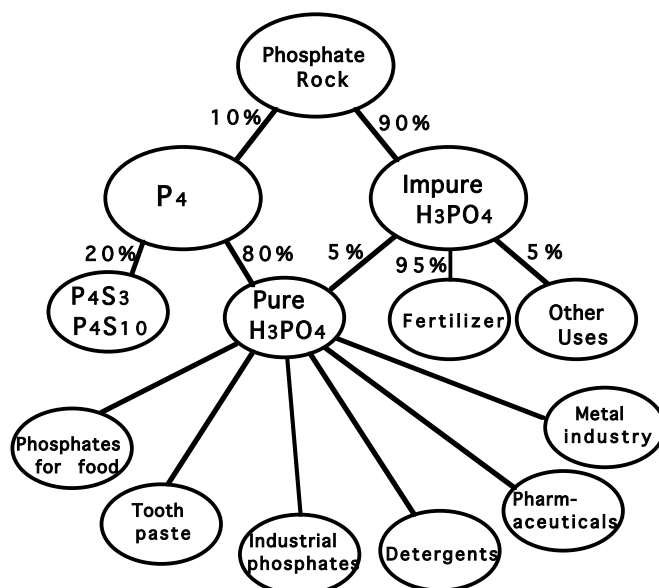 Phosphate
Rock
10%
90%
P4
Impure
H3PO4
20%
80%
5%
95%
5%
P4S3
P4S10
Pure
H3PO4
Fertilizer
Other
Uses
Phosphates
for food
Tooth
paste
Industrial
phosphates
Detergents
Pharm-
aceuticals
Metal
industry